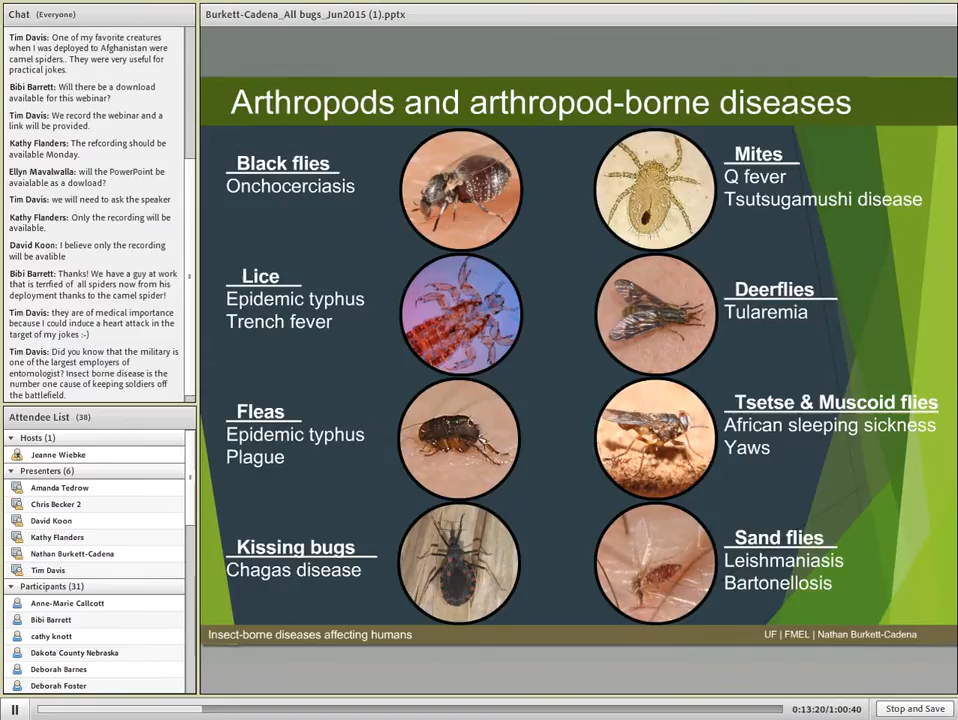 Chat (Everyone)
Tim Davis: One of my favorite creatures
when I was deployed to Afghanistan were
camel spiders.. They were very useful for
practical jokes.
Bibi Barrett: Will there be a download
available for this webinar?
Tim Davis: We record the webinar and a
link will be provided.
Kathy Flanders: The refcording should be
available Monday.
Ellyn Mavalwalla: will the PowerPoint be
avaialable as a dowload?
Tim Davis: we will need to ask the speaker
Kathy Flanders: Only the recording will be
available.
David Koon: I believe only the recording
will be avalible
Bibi Barrett: Thanks! We have a guy at work
that is terrfied of all spiders now from his
deployment thanks to the camel spider!
Tim Davis: they are of medical importance
because I could induce a heart attack in the
target of my jokes :-)
Tim Davis: Did you know that the military is
one of the largest employers of
entomologist? Insect borne disease is the
number one cause of keeping soldiers off
the battlefield.
Attendee List (38)
Hosts (1)
Jeanne Wiebke
Presenters (6)
Amanda Tedrow
Chris Becker 2
David Koon
Kathy Flanders
Nathan Burkett-Cadena
Tim Davis
Participants (31)
Anne-Marie Callcott
Bibi Barrett
cathy knott
Dakota County Nebraska
Deborah Barnes
Deborah Foster
Burkett-Cadena_All bugs_Jun2015 (1).pptx
Arthropods and arthropod-borne diseases
Black flies
Onchocerciasis
Lice
Epidemic typhus
Trench fever
Fleas
Epidemic typhus
Plague
Kissing bugs
Chagas disease
Mites
Q fever
Tsutsugamushi disease
Deerflies
Tularemia
Tsetse & Muscoid flies
African sleeping sickness
Yaws
Sand flies
Leishmaniasis
Bartonellosis
Insect-borne diseases affecting humans
UF | FMEL | Nathan Burkett-Cadena
0:13:20/1:00:40
Stop and Save